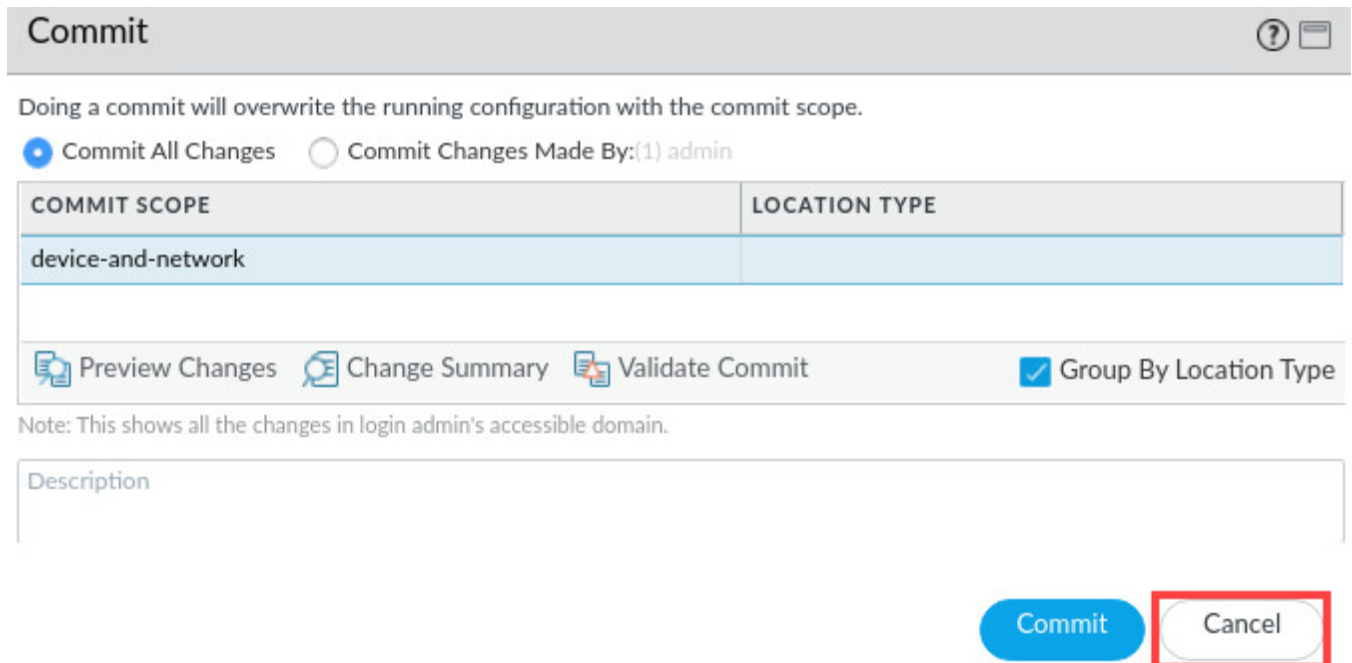 Commit
Doing a commit will overwrite the running configuration with the commit scope.
Commit All Changes Commit Changes Made By:(1) admin
COMMIT SCOPE LOCATION TYPE
device-and-network
Preview Changes Change Summary Validate Commit Group By Location Type
Note: This shows all the changes in login admin's accessible domain.
Description
Commit Cancel